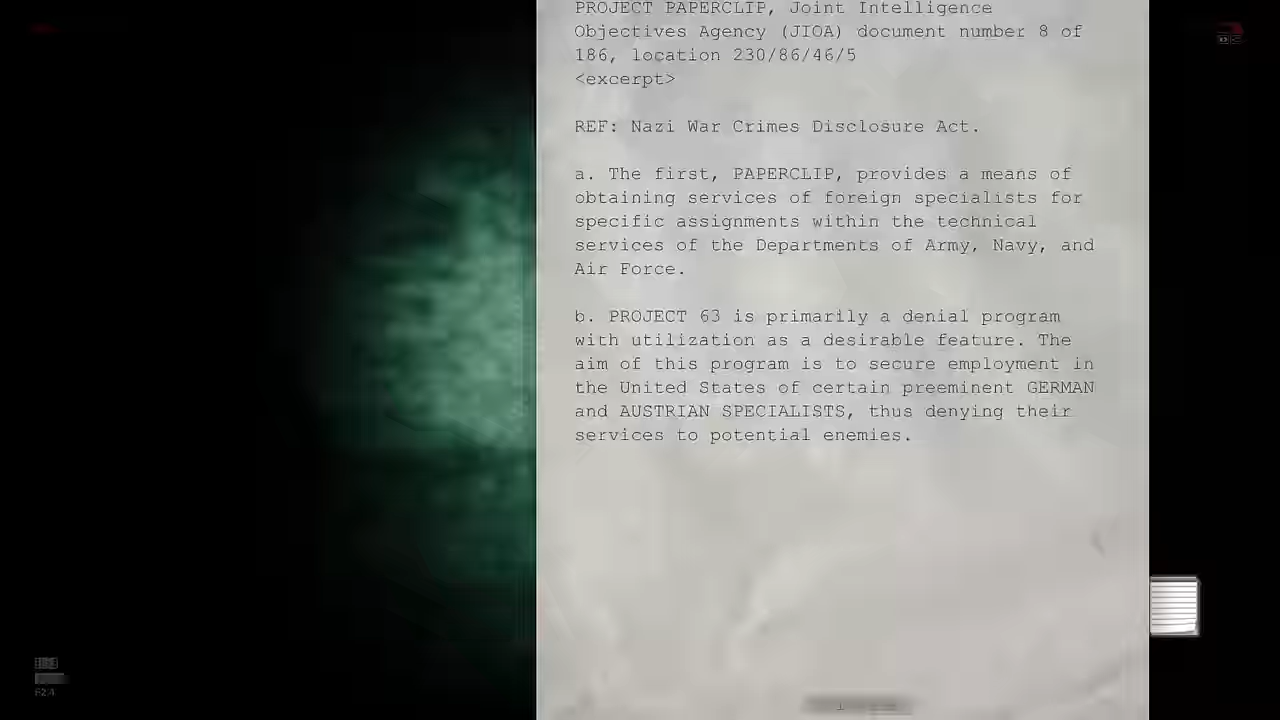 PROJECT PAPERCLIP, Joint Intelligence
Objectives Agency (JIOA) document number 8 of
186, location 230/86/46/5
<excerpt>
REF: Nazi War Crimes Disclosure Act.
a. The first, PAPERCLIP, provides a means of
obtaining services of foreign specialists for
specific assignments within the technical
services of the Departments of Army, Navy, and
Air Force.
b. PROJECT 63 is primarily a denial program
with utilization as a desirable feature. The
aim of this program is to secure employment in
the United States of certain preeminent GERMAN
and AUSTRIAN SPECIALISTS, thus denying their
services to potential enemies.